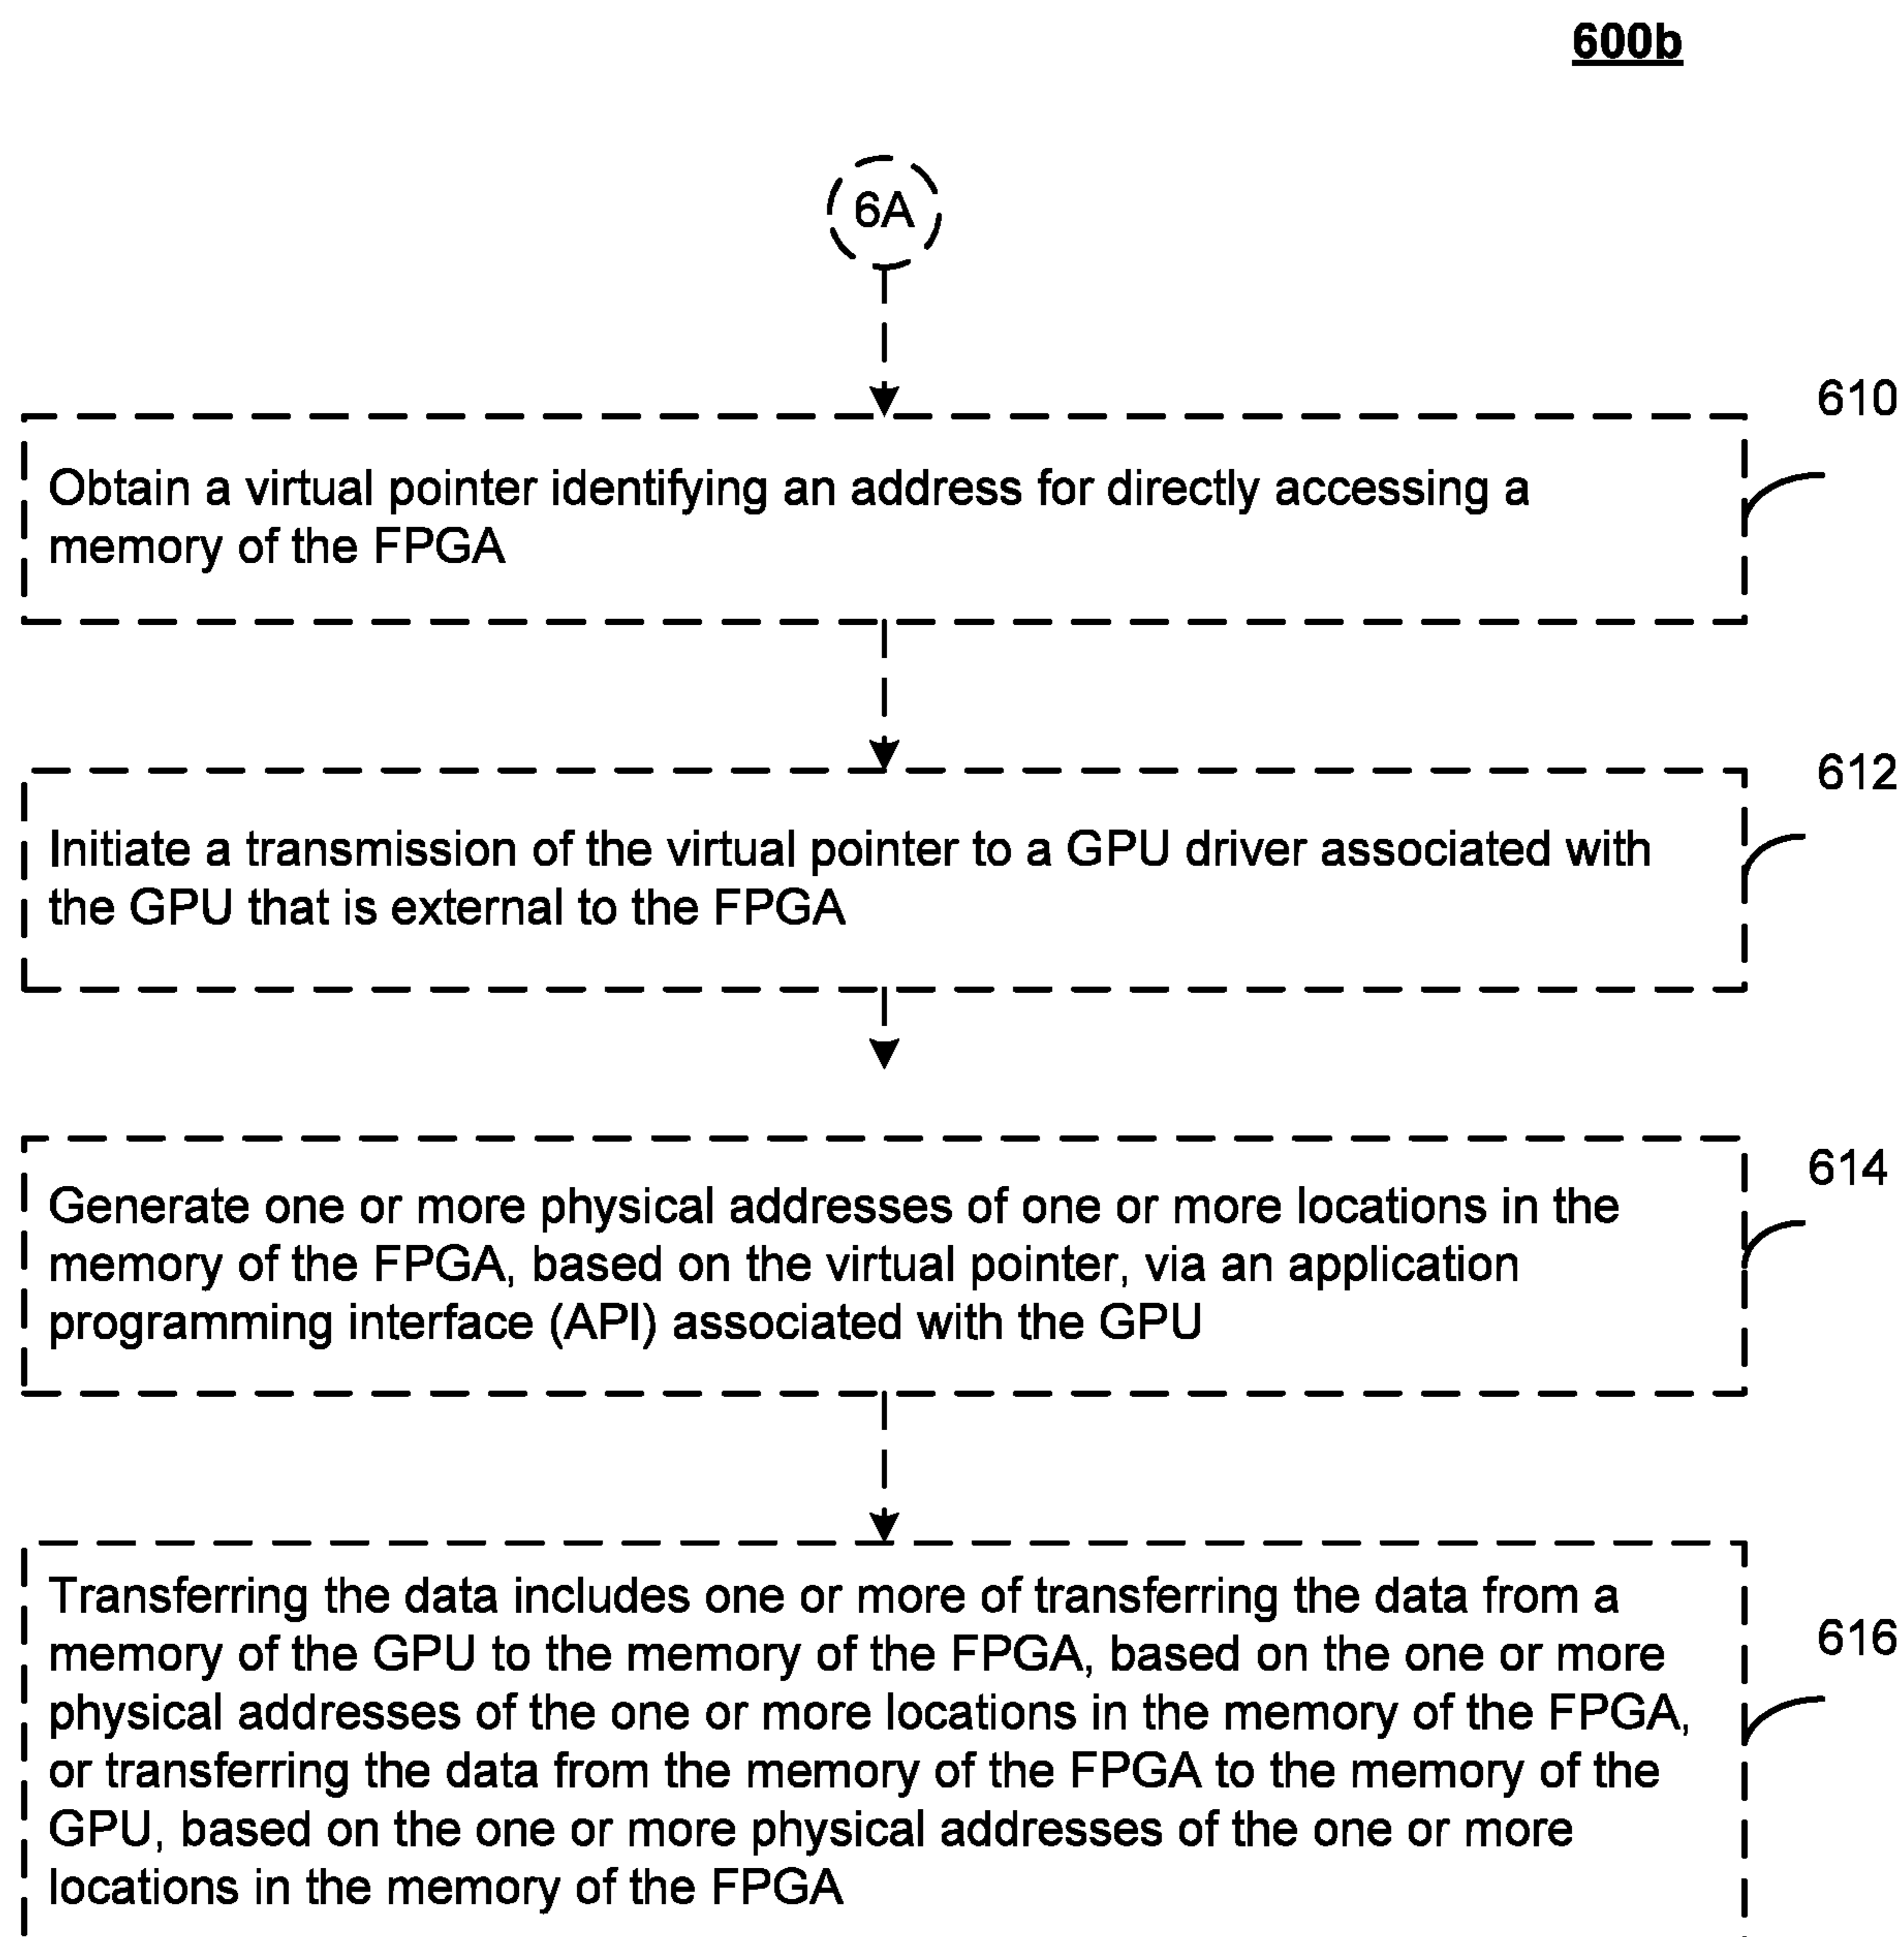 600b
6A
610
Obtain a virtual pointer identifying an address for directly accessing a
memory of the FPGA
612
Initiate a transmission of the virtual pointer to a GPU driver associated with
the GPU that is external to the FPGA
614
Generate one or more physical addresses of one or more locations in the
memory of the FPGA, based on the virtual pointer, via an application
programming interface (API) associated with the GPU
616
Transferring the data includes one or more of transferring the data from a
memory of the GPU to the memory of the FPGA, based on the one or more
physical addresses of the one or more locations in the memory of the FPGA,
or transferring the data from the memory of the FPGA to the memory of the
GPU, based on the one or more physical addresses of the one or more
locations in the memory of the FPGA